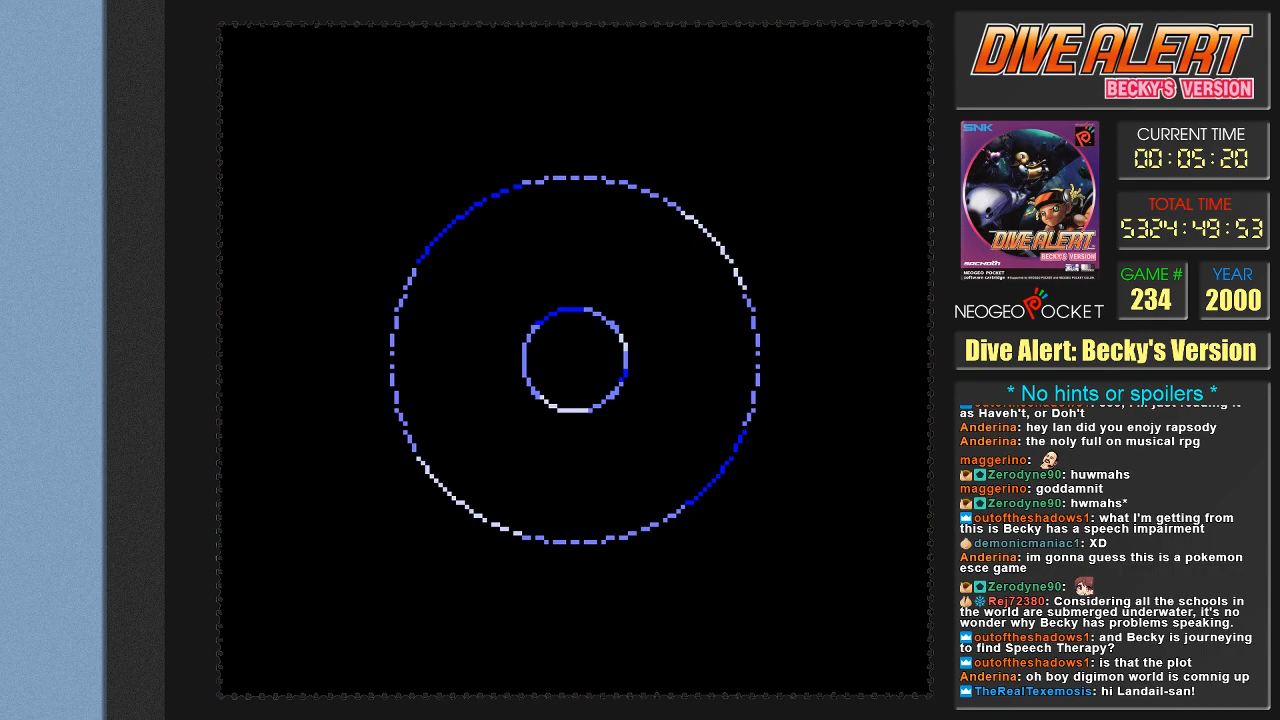 DIVE ALERT
BECKY'S VERSION
SNK
DIVE ALERT
BECKY'S VERSION
NEOGEO POCKET
CURRENT TIME
00:05:20
TOTAL TIME
5324:49:53
NEOGEO POCKET
GAME #
234
YEAR
2000
Dive Alert: Becky's Version
* No hints or spoilers *
as Haveh't, or Doh't
Anderina: hey lan did you enojy rapsody
Anderina: the noly full on musical rpg
maggerino:
Zerodyne90: huwmahs
maggerino: goddamnit
Zerodyne90: hwmahs*
outoftheshadows1: what I'm getting from
this is Becky has a speech impairment
demonicmaniac1: XD
Anderina: im gonna guess this is a pokemon
esce game
Zerodyne90:
Rej72380: Considering all the schools in
the world are submerged underwater, it's no
wonder why Becky has problems speaking.
outoftheshadows1: and Becky is journeying
to find Speech Therapy?
outoftheshadows1: is that the plot
Anderina: oh boy digimon world is comnig up
TheRealTexemosis: hi Landail-san!